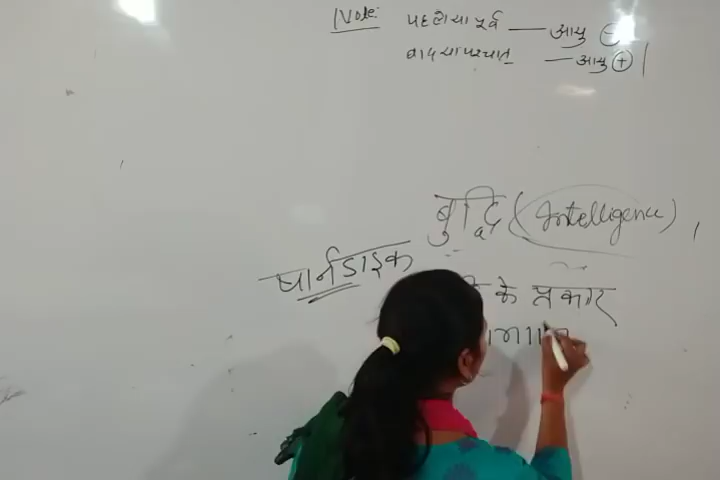 Note: पहले या पूर्व — आयु ⊖
बाद या पश्चात — आयु ⊕
बुद्धि (Intelligence)
थार्नडाइक
के प्रकार